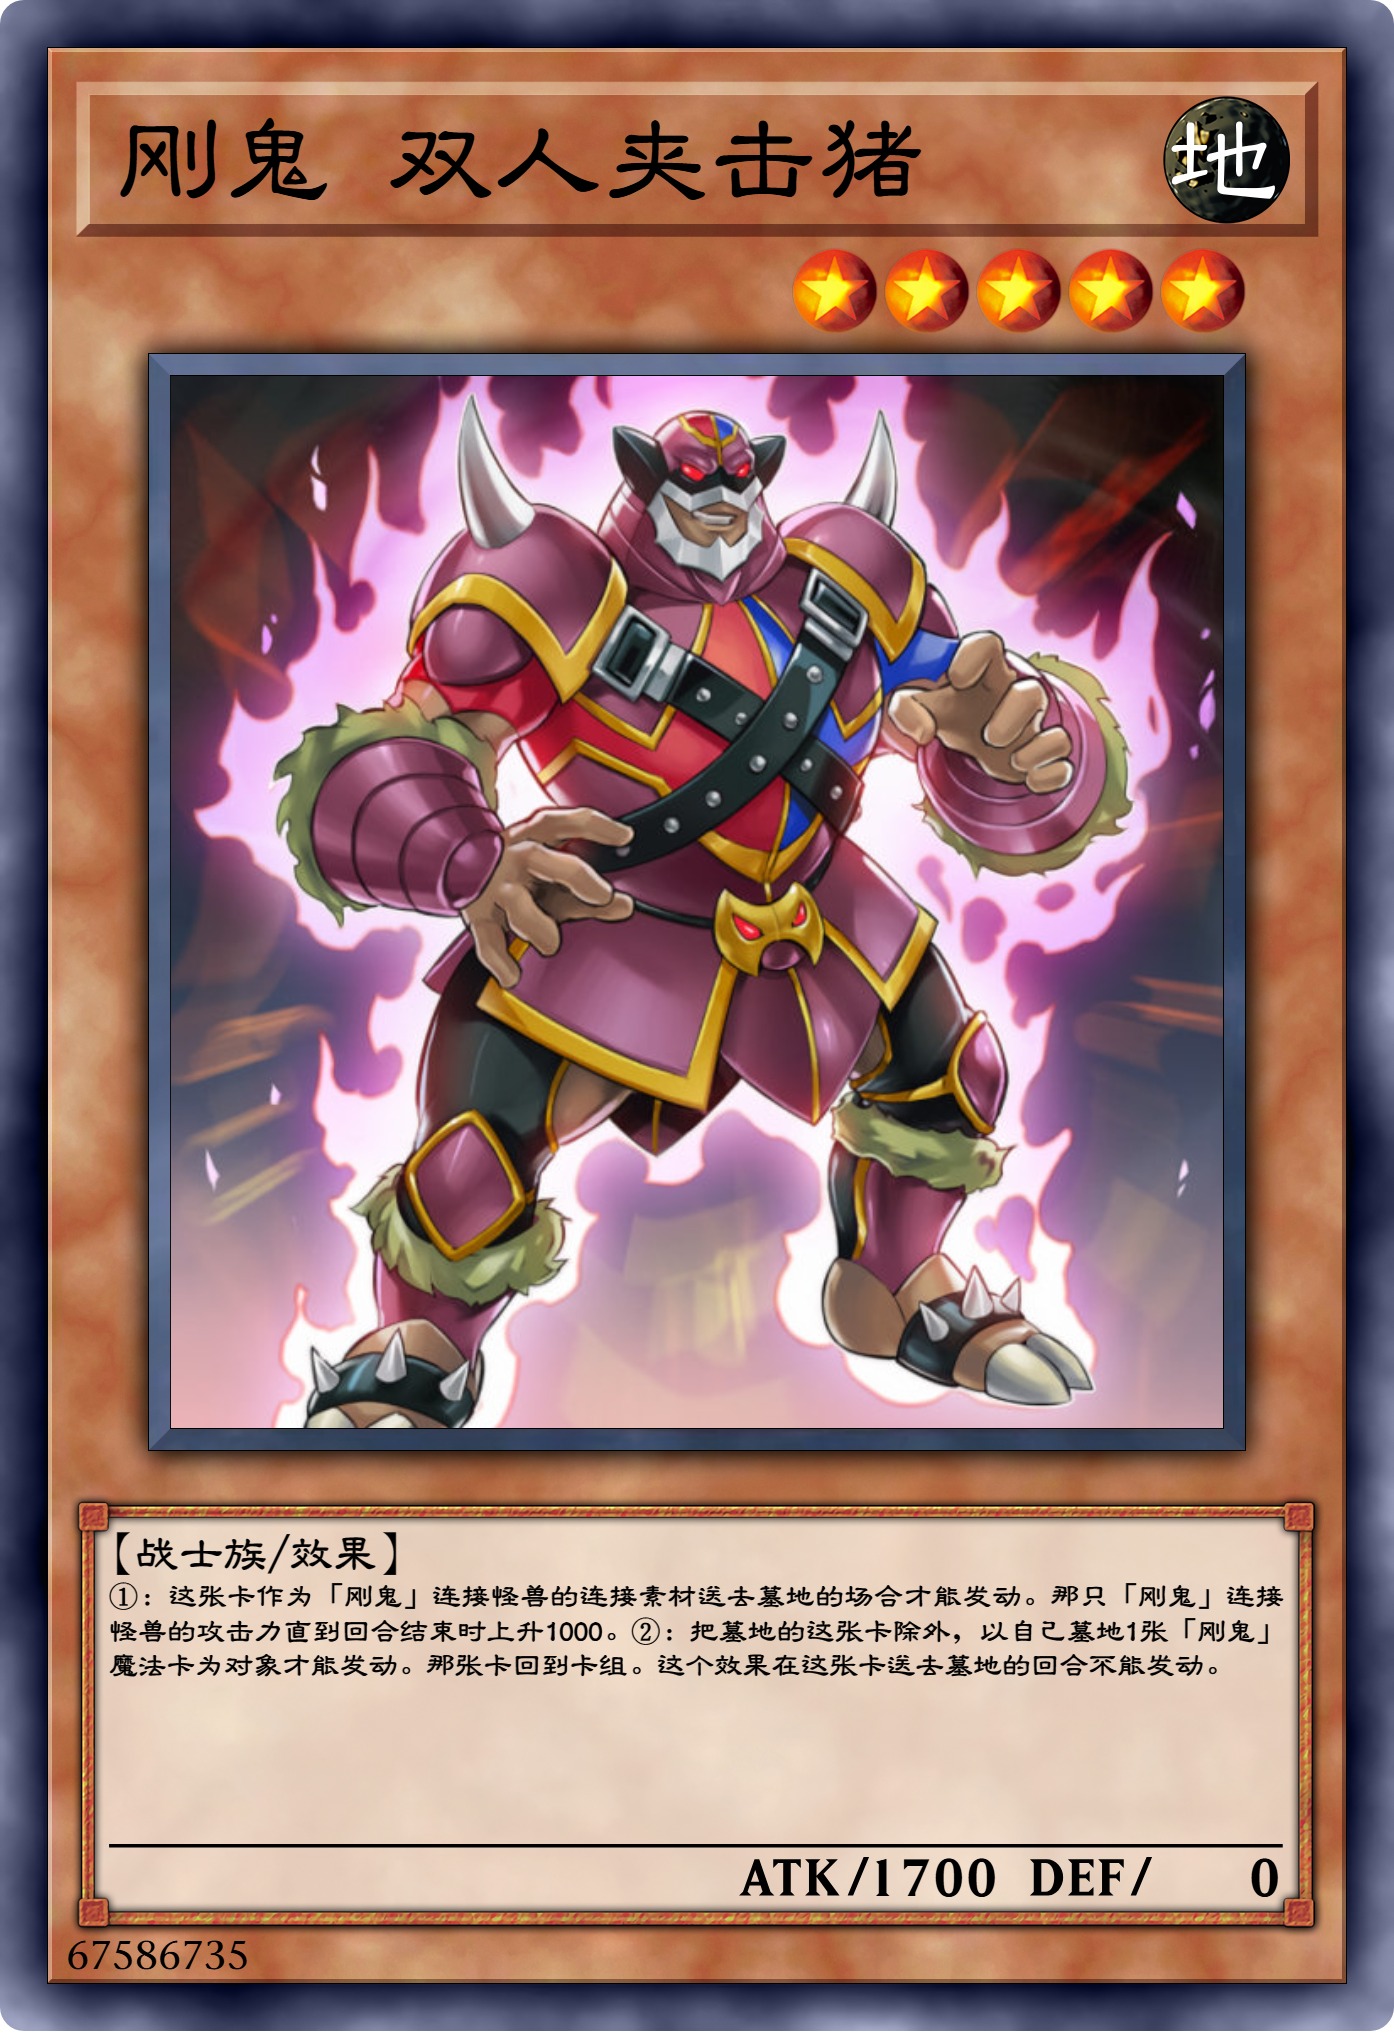 刚鬼 双人夹击猪
地
【战士族/效果】
①：这张卡作为「刚鬼」连接怪兽的连接素材送去墓地的场合才能发动。那只「刚鬼」连接
怪兽的攻击力直到回合结束时上升1000。②：把墓地的这张卡除外，以自己墓地1张「刚鬼」
魔法卡为对象才能发动。那张卡回到卡组。这个效果在这张卡送去墓地的回合不能发动。
ATK/1700 DEF/ 0
67586735